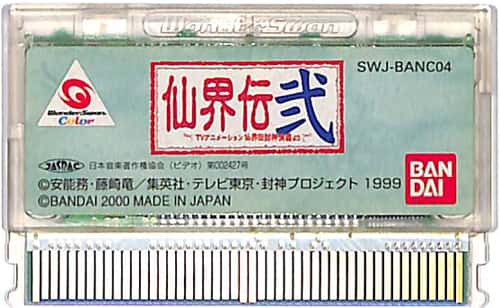 WonderSwan
SWJ-BANC04
WonderSwan
Color
仙界伝 弐
TVアニメーション 仙界伝封神演義より
JASRAC 日本音楽著作権協会(ビデオ)第002427号
©安能務・藤崎竜/集英社・テレビ東京・封神プロジェクト 1999
©BANDAI 2000 MADE IN JAPAN
BAN
DAI